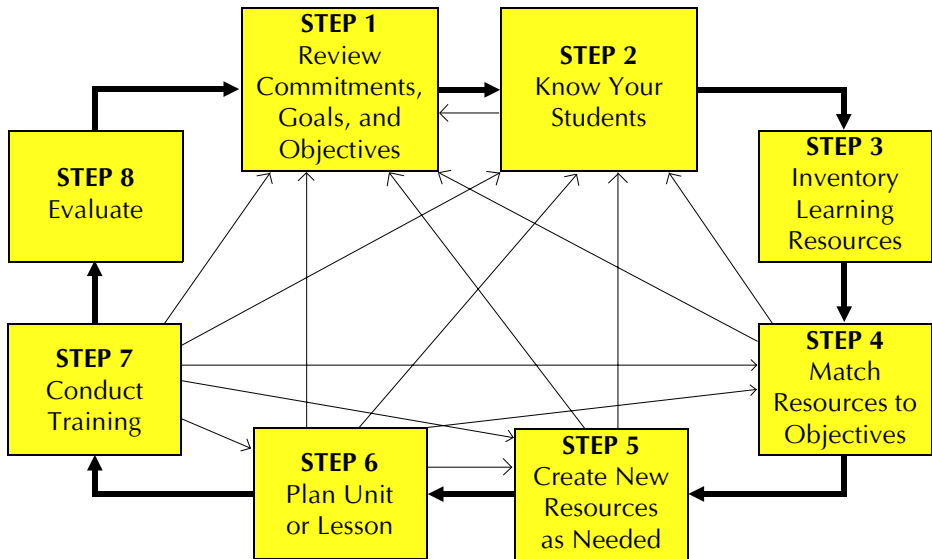 STEP 1
Review
Commitments,
Goals, and
Objectives
STEP 2
Know Your
Students
STEP 3
Inventory
Learning
Resources
STEP 4
Match
Resources to
Objectives
STEP 5
Create New
Resources
as Needed
STEP 6
Plan Unit
or Lesson
STEP 7
Conduct
Training
STEP 8
Evaluate